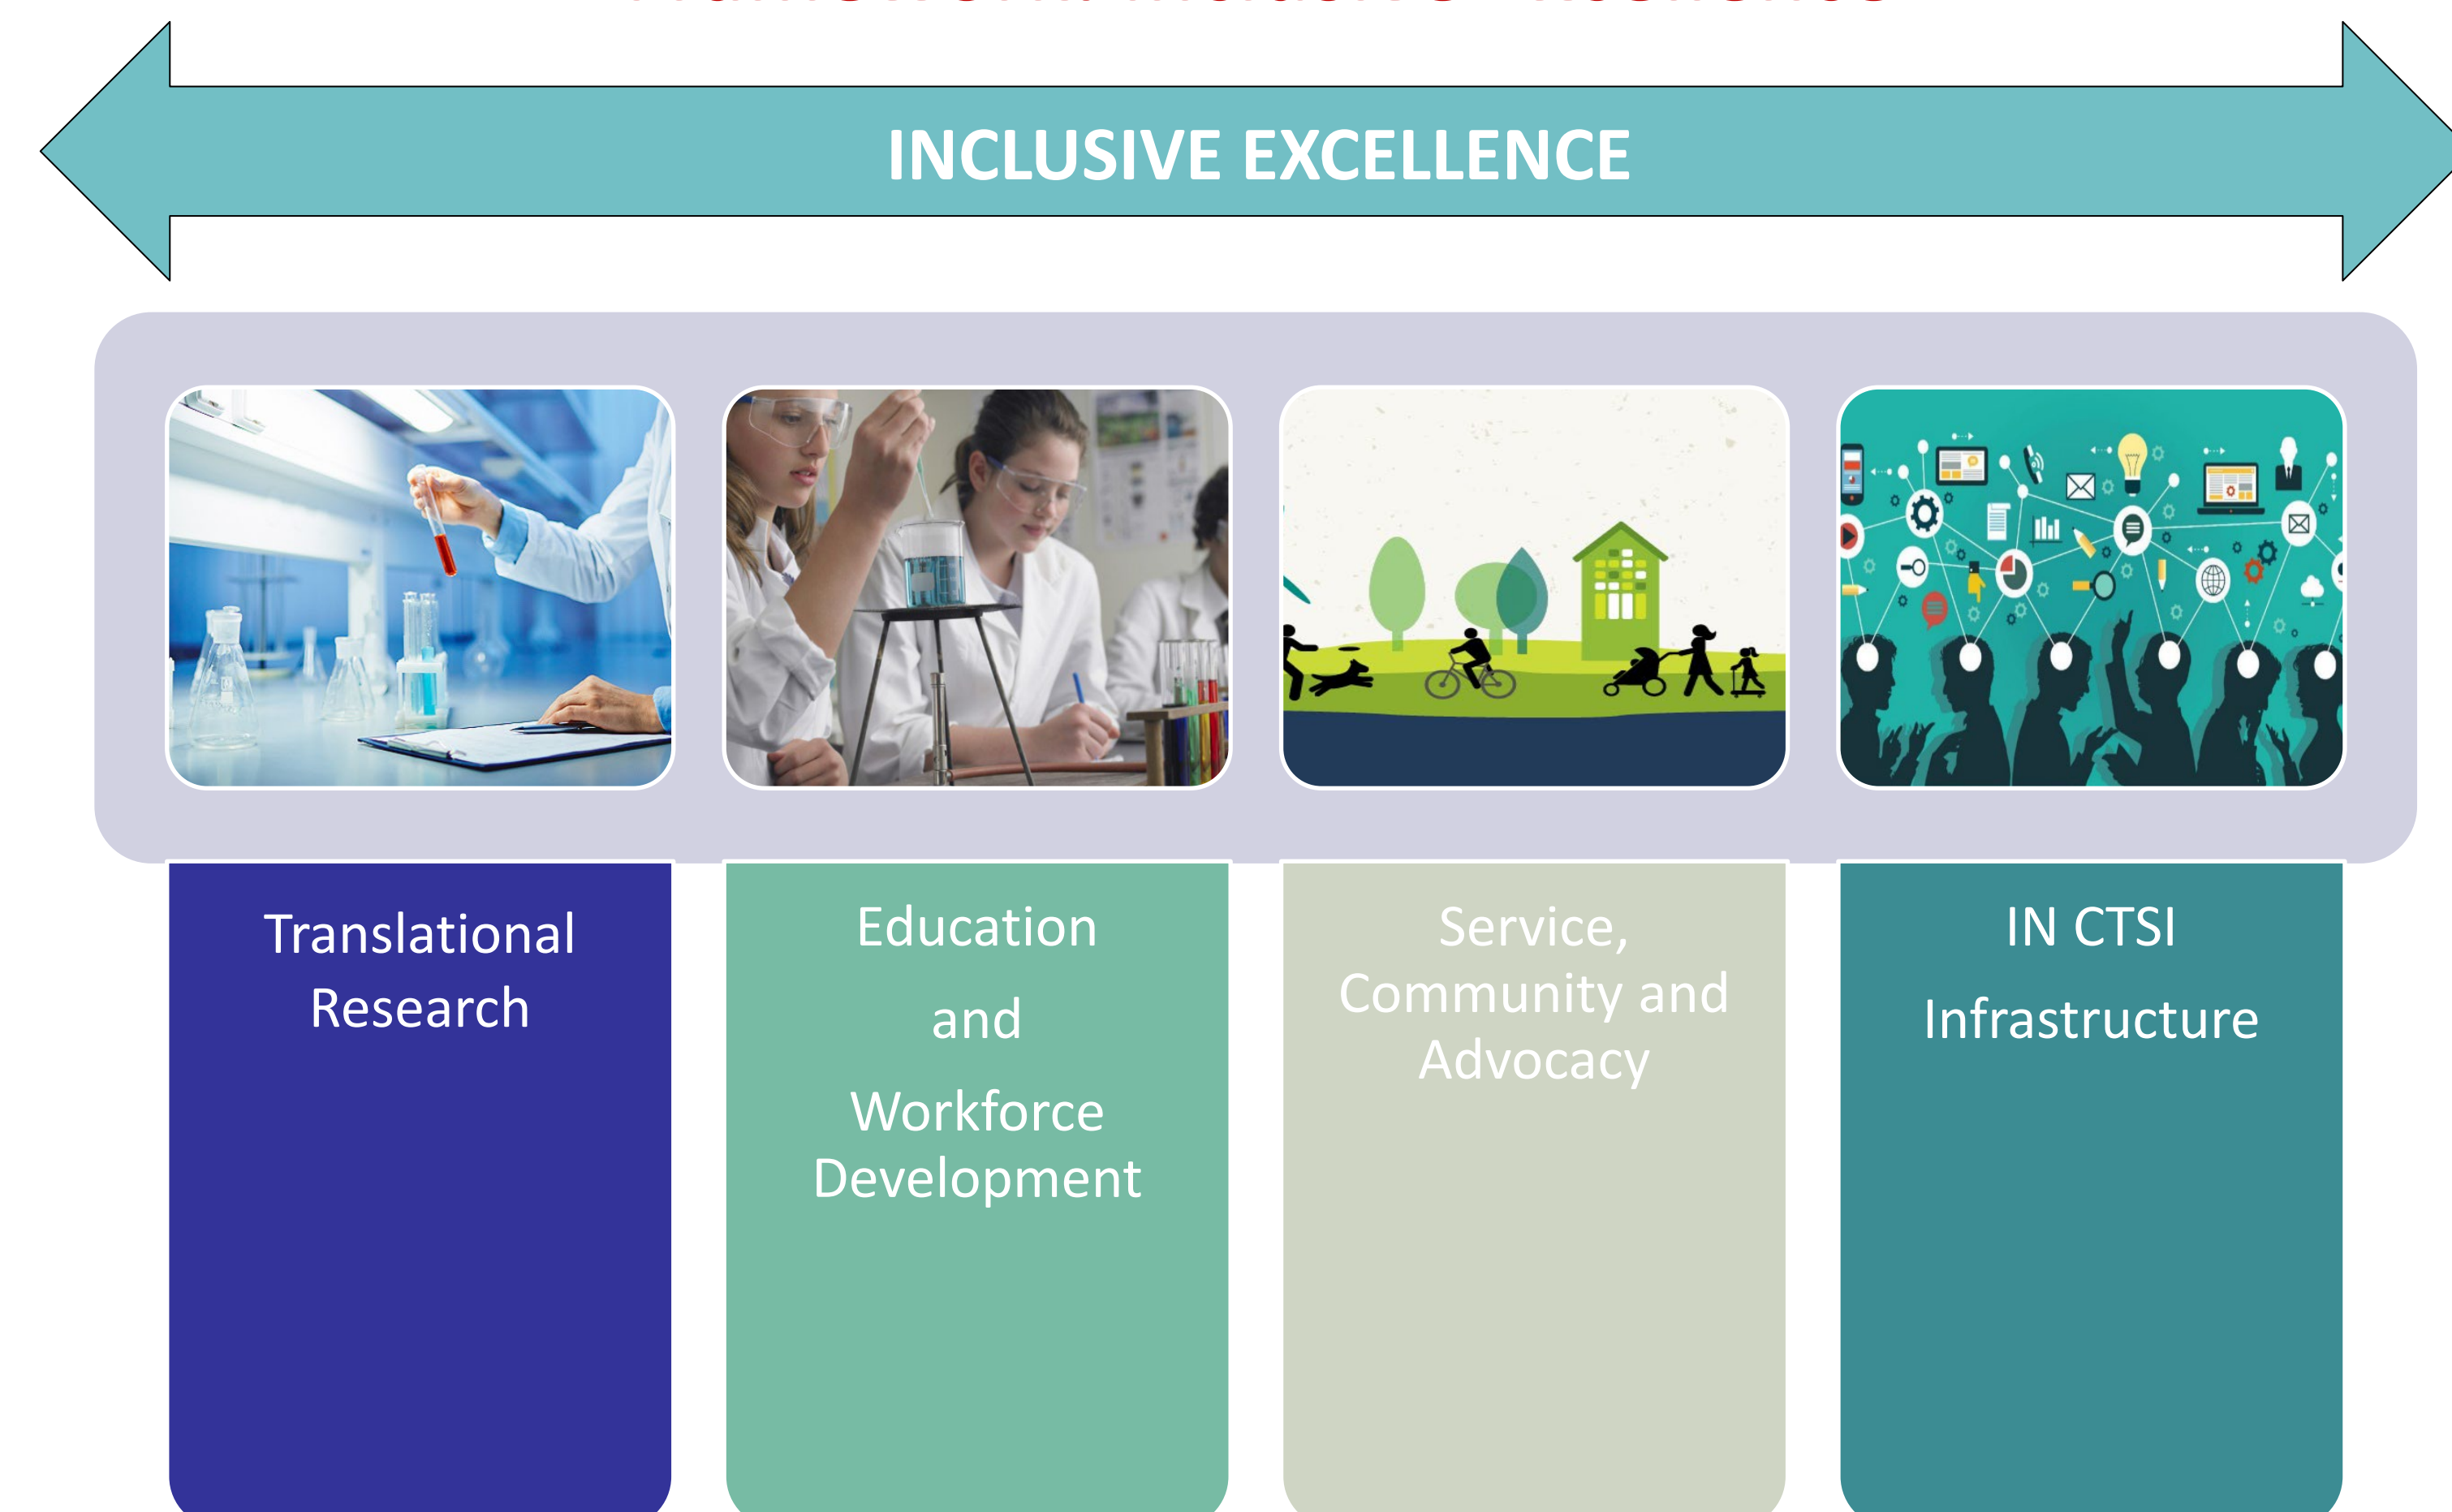 INCLUSIVE EXCELLENCE
Translational
Research
Education
and
Workforce
Development
Service,
Community and
Advocacy
IN CTSI
Infrastructure